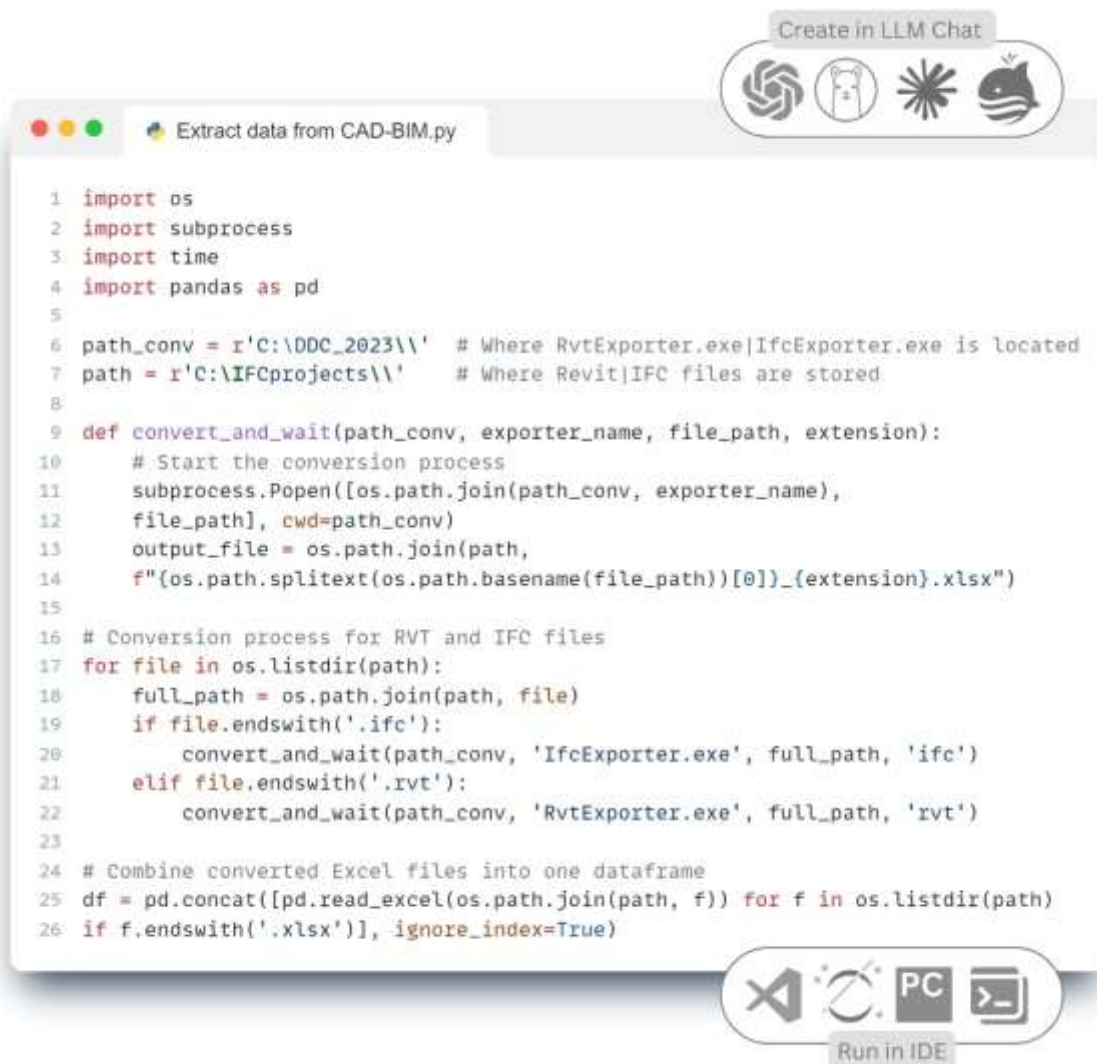 Create in LLM Chat
Extract data from CAD-BIM.py
1 import os
2 import subprocess
3 import time
4 import pandas as pd
5
6 path_conv = r'C:\DDC_2023\\'  # Where RvtExporter.exe|IfcExporter.exe is located
7 path = r'C:\IFCprojects\\'    # Where Revit|IFC files are stored
8
9 def convert_and_wait(path_conv, exporter_name, file_path, extension):
10     # Start the conversion process
11     subprocess.Popen([os.path.join(path_conv, exporter_name),
12     file_path], cwd=path_conv)
13     output_file = os.path.join(path,
14     f"{os.path.splitext(os.path.basename(file_path))[0]}_{extension}.xlsx")
15
16 # Conversion process for RVT and IFC files
17 for file in os.listdir(path):
18     full_path = os.path.join(path, file)
19     if file.endswith('.ifc'):
20         convert_and_wait(path_conv, 'IfcExporter.exe', full_path, 'ifc')
21     elif file.endswith('.rvt'):
22         convert_and_wait(path_conv, 'RvtExporter.exe', full_path, 'rvt')
23
24 # Combine converted Excel files into one dataframe
25 df = pd.concat([pd.read_excel(os.path.join(path, f)) for f in os.listdir(path)
26 if f.endswith('.xlsx')], ignore_index=True)
PC
Run in IDE